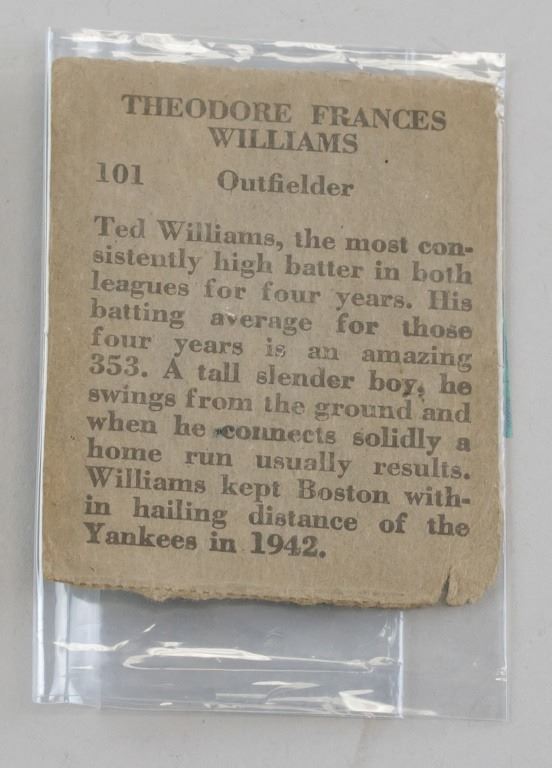 THEODORE FRANCES
WILLIAMS
101 Outfielder
Ted Williams, the most con-
sistently high batter in both
leagues for four years. His
batting average for those
four years is an amazing
353. A tall slender boy, he
swings from the ground and
when he connects solidly a
home run usually results.
Williams kept Boston with-
in hailing distance of the
Yankees in 1942.